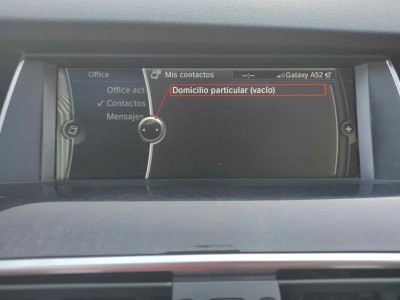 Office
Mis contactos
--:--
Galaxy A52
Office act
Contactos
Mensajes
Domicilio particular (vacío)